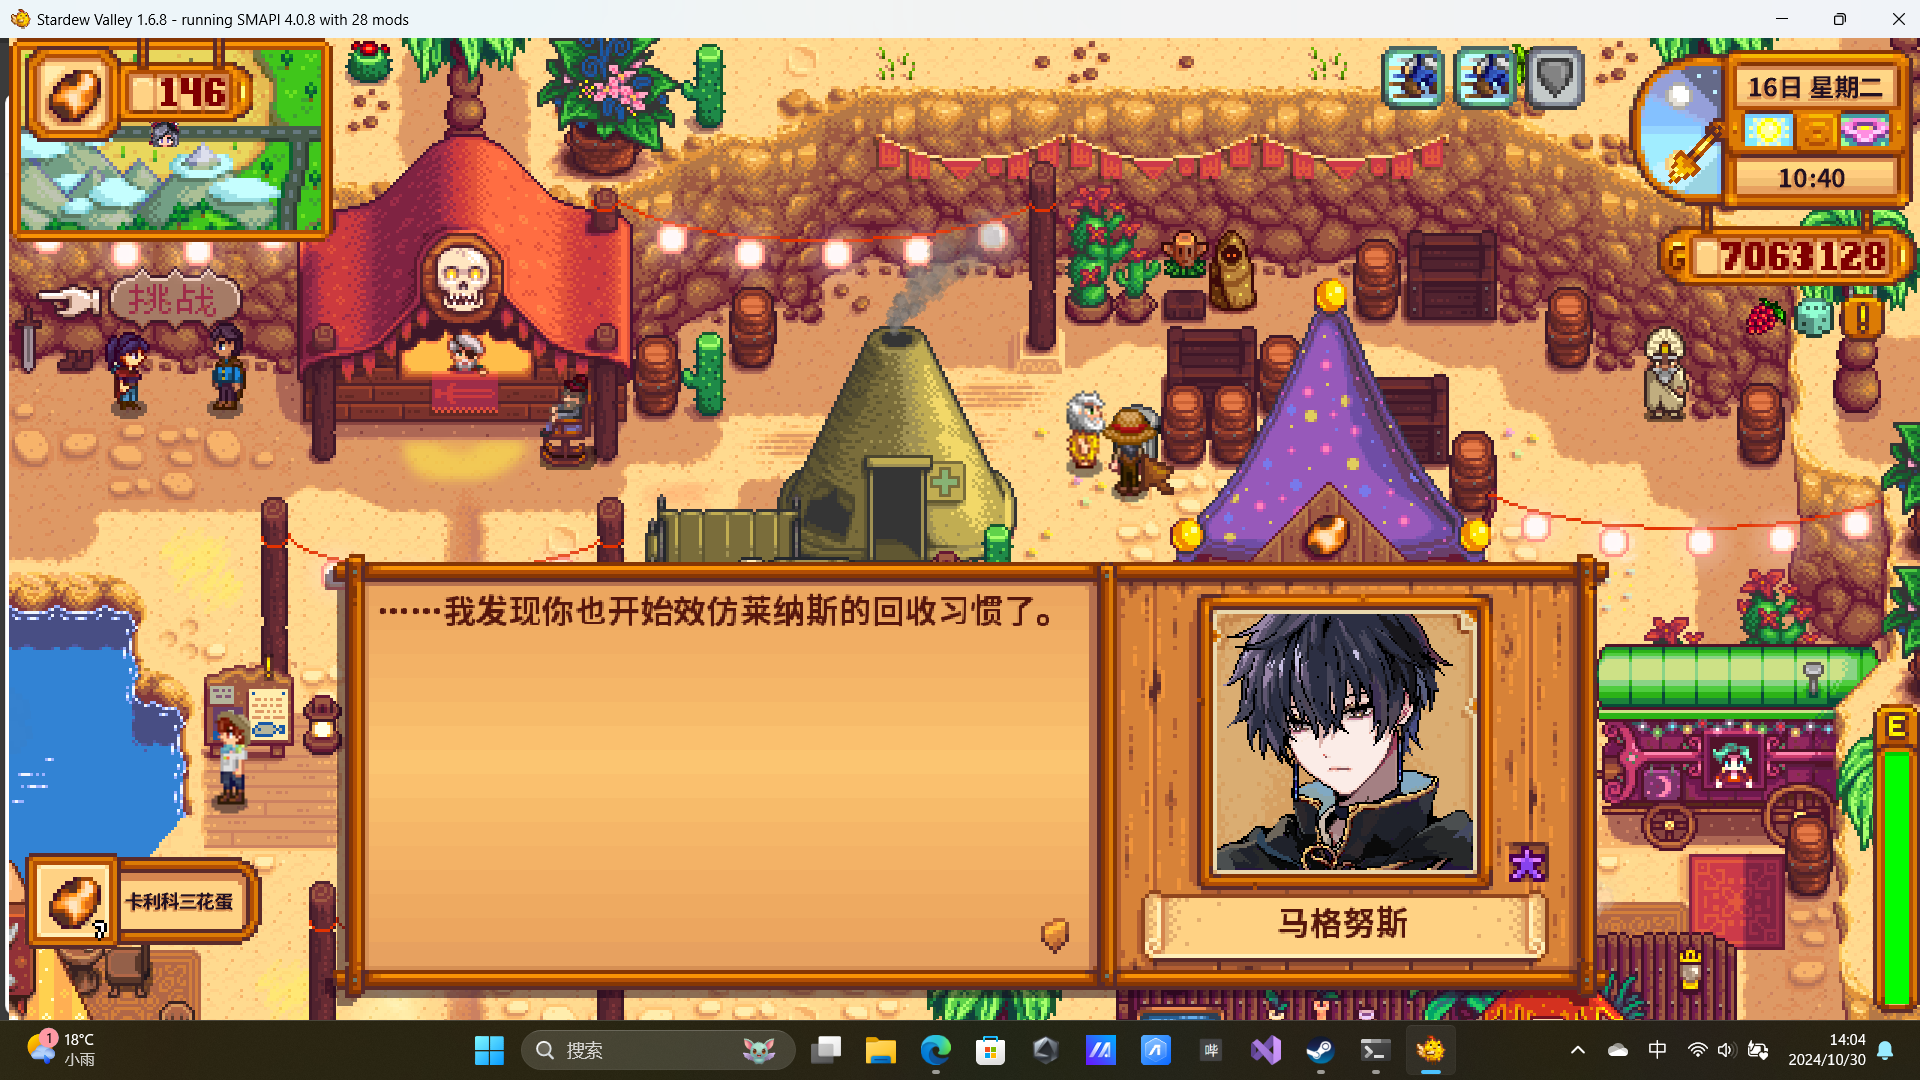 Stardew Valley 1.6.8 - running SMAPI 4.0.8 with 28 mods
146
16日 星期二
10:40
G 7063128
挑战
……我发现你也开始效仿莱纳斯的回收习惯了。
马格努斯
卡利科三花蛋
7
E
1
18°C
小雨
搜索
中
14:04
2024/10/30